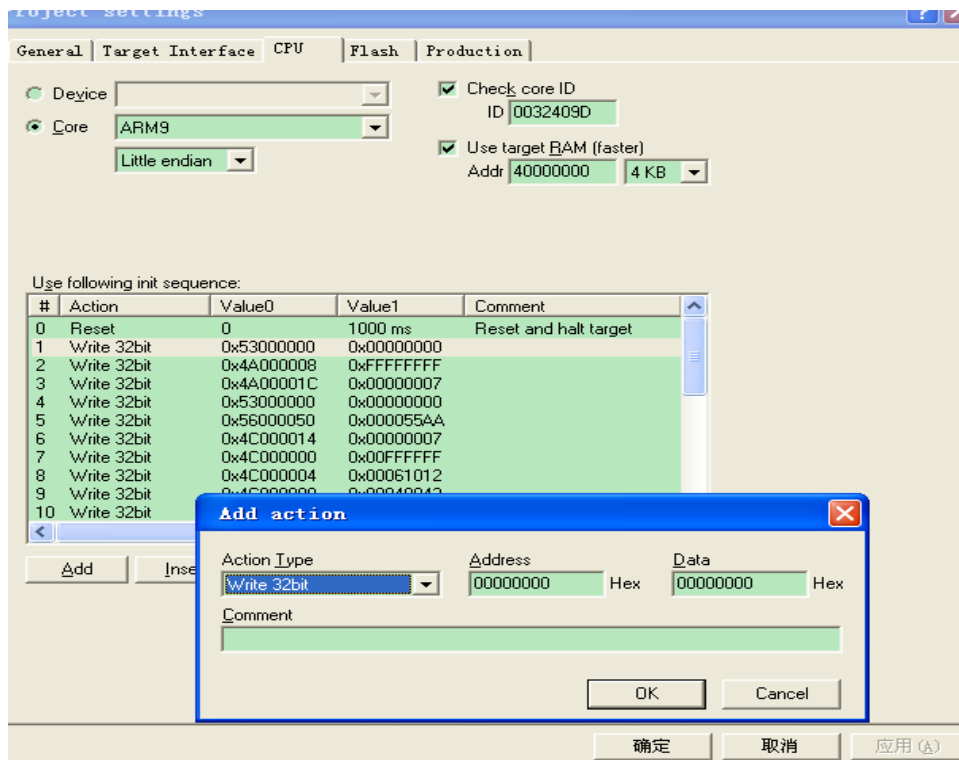 Project settings
General Target Interface CPU Flash Production
Device
Check core ID
ID 0032409D
Core ARM9
Little endian
Use target RAM (faster)
Addr 40000000 4 KB
Use following init sequence:
# Action Value0 Value1 Comment
0 Reset 0 1000 ms Reset and halt target
1 Write 32bit 0x53000000 0x00000000
2 Write 32bit 0x4A000008 0xFFFFFFFF
3 Write 32bit 0x4A00001C 0x00000007
4 Write 32bit 0x53000000 0x00000000
5 Write 32bit 0x56000050 0x000055AA
6 Write 32bit 0x4C000014 0x00000007
7 Write 32bit 0x4C000000 0x00FFFFFF
8 Write 32bit 0x4C000004 0x00061012
9 Write 32bit
10 Write 32bit
Add action
Add Inse
Action Type Address Data
Write 32bit 00000000 Hex 00000000 Hex
Comment
OK Cancel
确定 取消 应用(A)